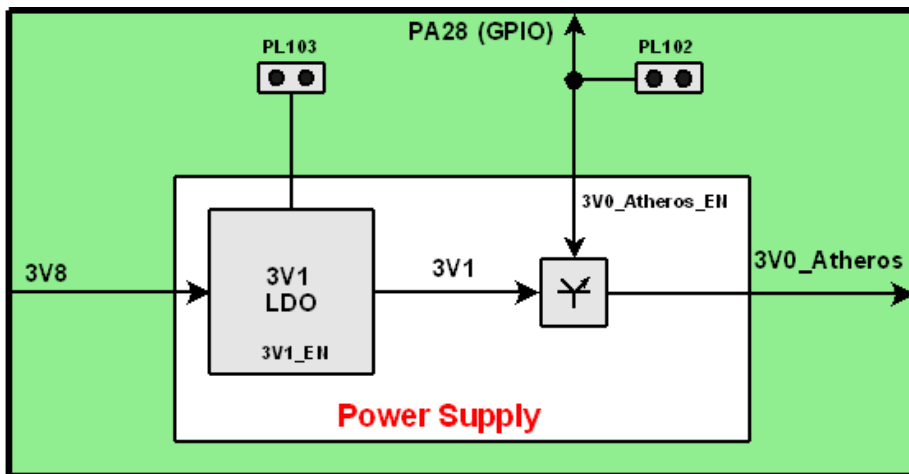 PA28 (GPIO)
PL103
PL102
3V0_Atheros_EN
3V8
3V1
LDO
3V1
3V0_Atheros
3V1_EN
Power Supply